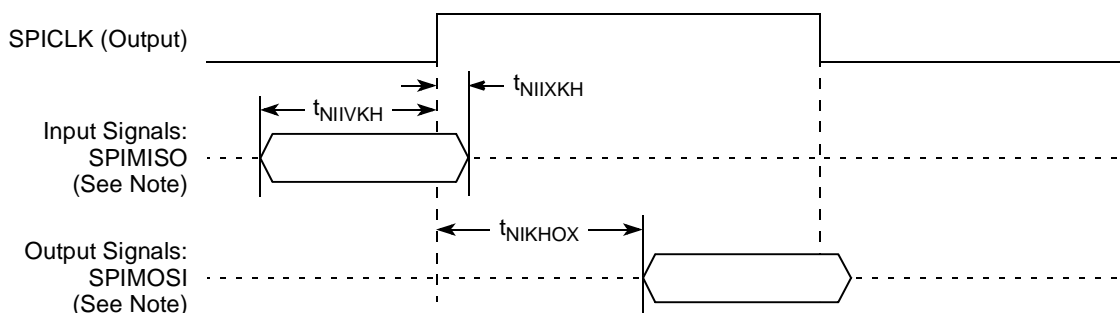 SPICLK (Output)
tNIIXKH
tNIIVKH
Input Signals:
SPIMISO
(See Note)
tNIKHOX
Output Signals:
SPIMOSI
(See Note)